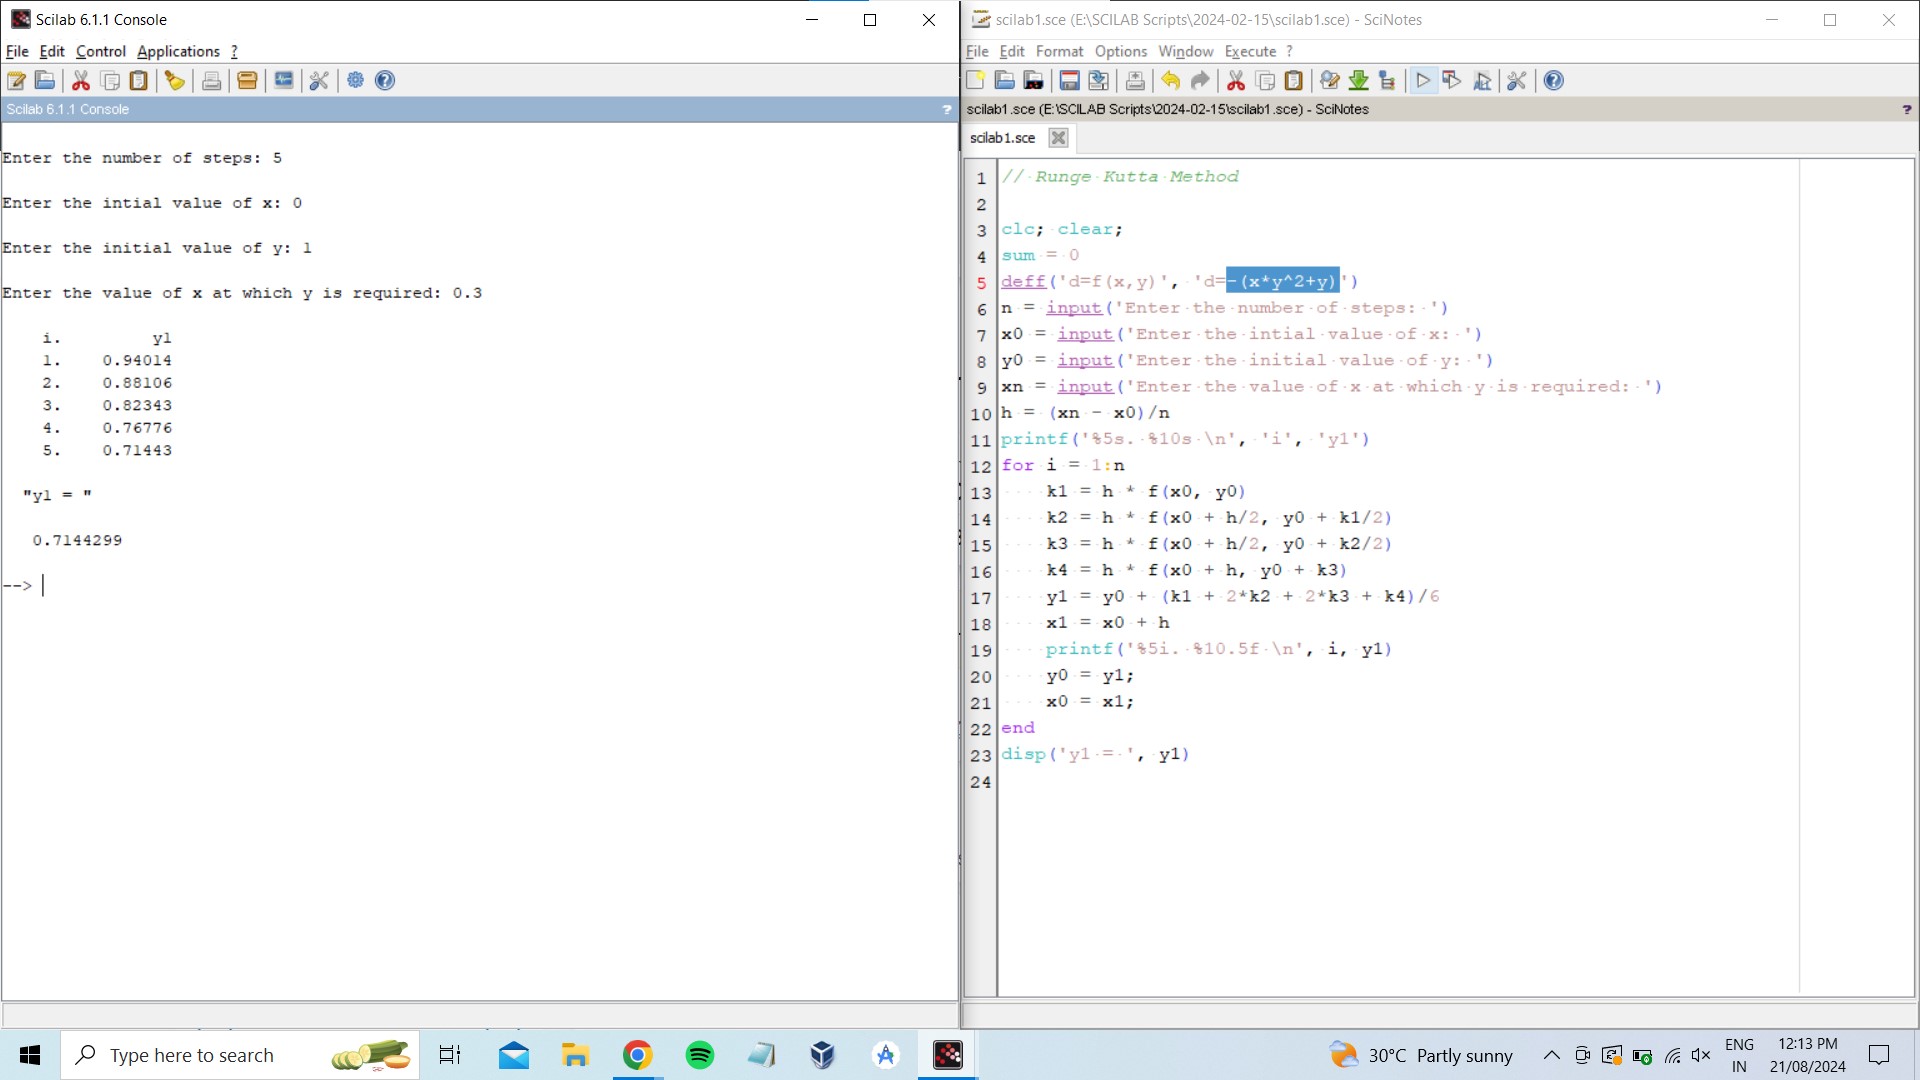 Scilab 6.1.1 Console
File Edit Control Applications ?
Scilab 6.1.1 Console ?
Enter the number of steps: 5
Enter the intial value of x: 0
Enter the initial value of y: 1
Enter the value of x at which y is required: 0.3
i. y1
1. 0.94014
2. 0.88106
3. 0.82343
4. 0.76776
5. 0.71443
"y1 = "
0.7144299
-->
scilab1.sce (E:\SCILAB Scripts\2024-02-15\scilab1.sce) - SciNotes
File Edit Format Options Window Execute ?
scilab1.sce (E:\SCILAB Scripts\2024-02-15\scilab1.sce) - SciNotes ?
scilab1.sce
1 // Runge Kutta Method
2
3 clc; clear;
4 sum = 0
5 deff('d=f(x,y)', 'd=-(x*y^2+y)')
6 n = input('Enter the number of steps: ')
7 x0 = input('Enter the intial value of x: ')
8 y0 = input('Enter the initial value of y: ')
9 xn = input('Enter the value of x at which y is required: ')
10 h = (xn - x0)/n
11 printf('%5s. %10s \n', 'i', 'y1')
12 for i = 1:n
13 k1 = h * f(x0, y0)
14 k2 = h * f(x0 + h/2, y0 + k1/2)
15 k3 = h * f(x0 + h/2, y0 + k2/2)
16 k4 = h * f(x0 + h, y0 + k3)
17 y1 = y0 + (k1 + 2*k2 + 2*k3 + k4)/6
18 x1 = x0 + h
19 printf('%5i. %10.5f \n', i, y1)
20 y0 = y1;
21 x0 = x1;
22 end
23 disp('y1 = ', y1)
24
Type here to search
30°C Partly sunny
ENG
IN
12:13 PM
21/08/2024